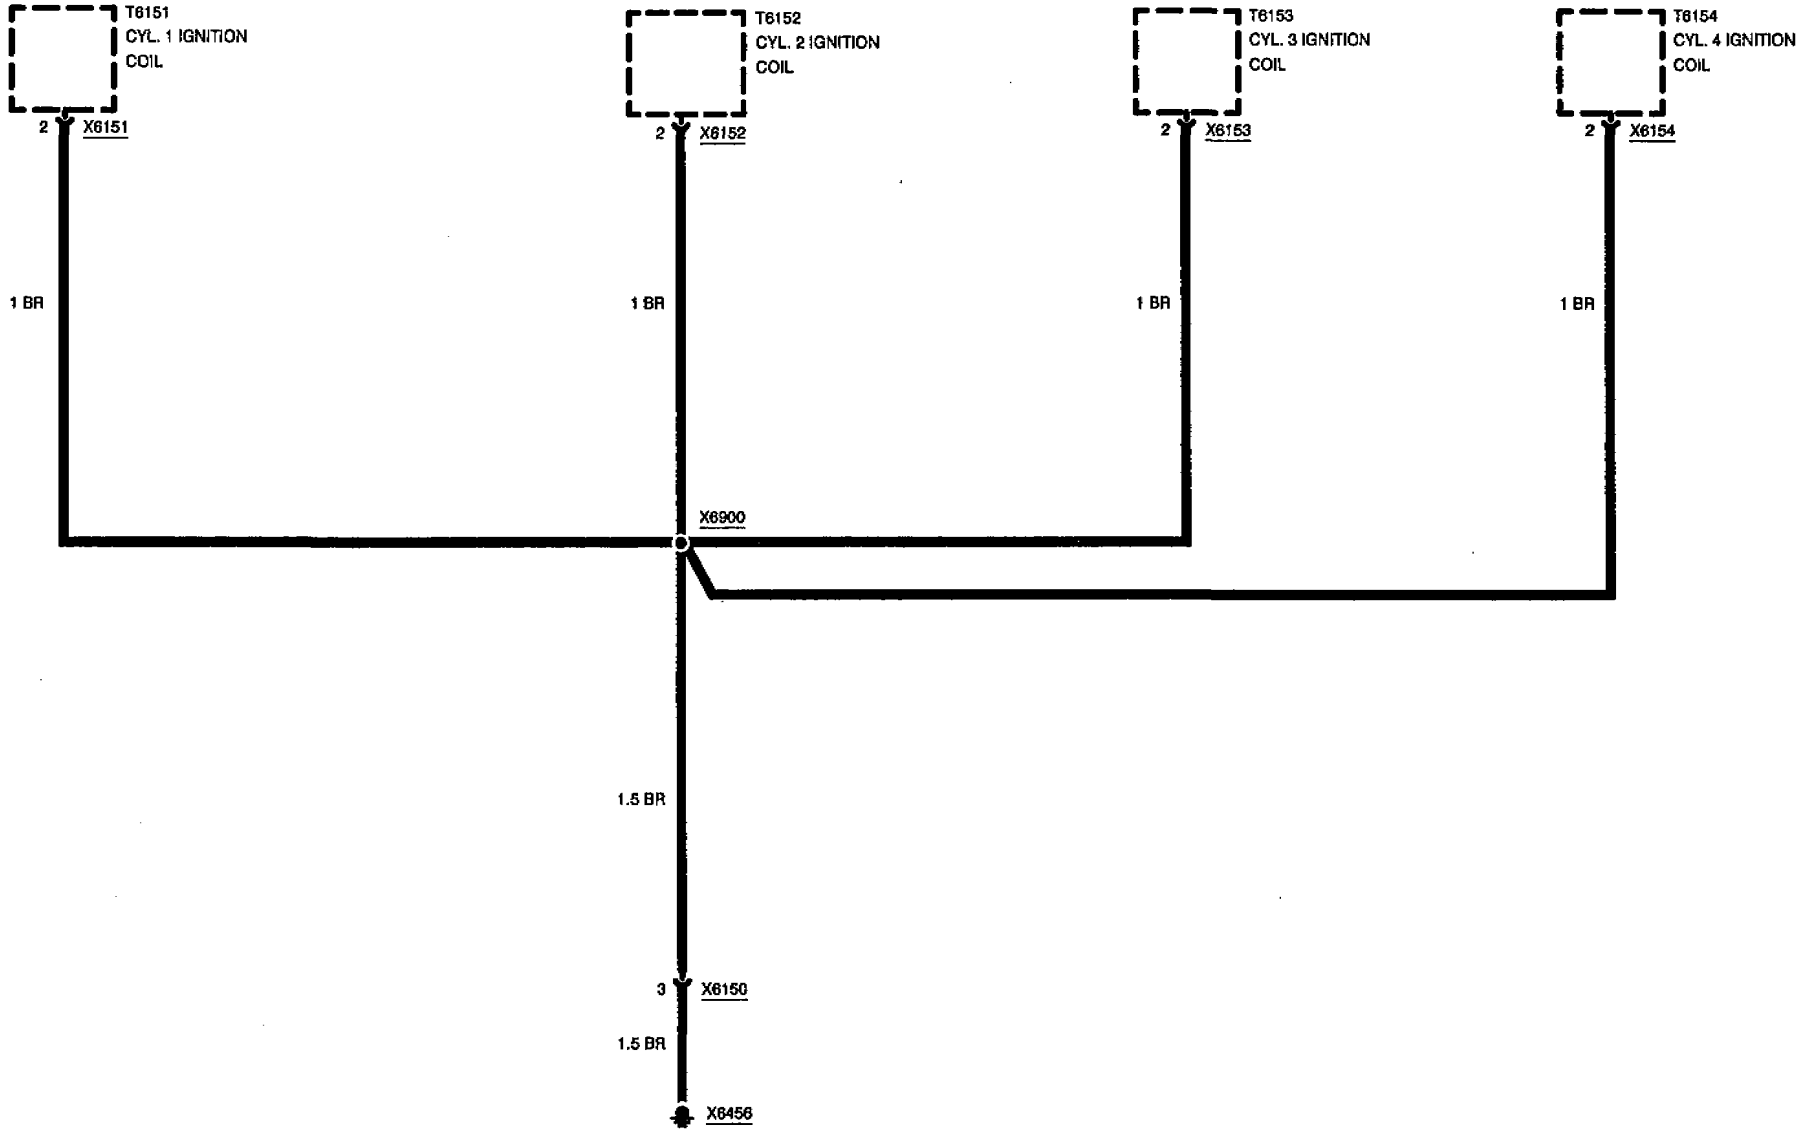 T6151
CYL. 1 IGNITION
COIL
T6152
CYL. 2 IGNITION
COIL
T6153
CYL. 3 IGNITION
COIL
T6154
CYL. 4 IGNITION
COIL
2 X6151
2 X6152
2 X6153
2 X6154
1 BR
1 BR
1 BR
1 BR
X6900
1.5 BR
3 X6150
1.5 BR
X6456